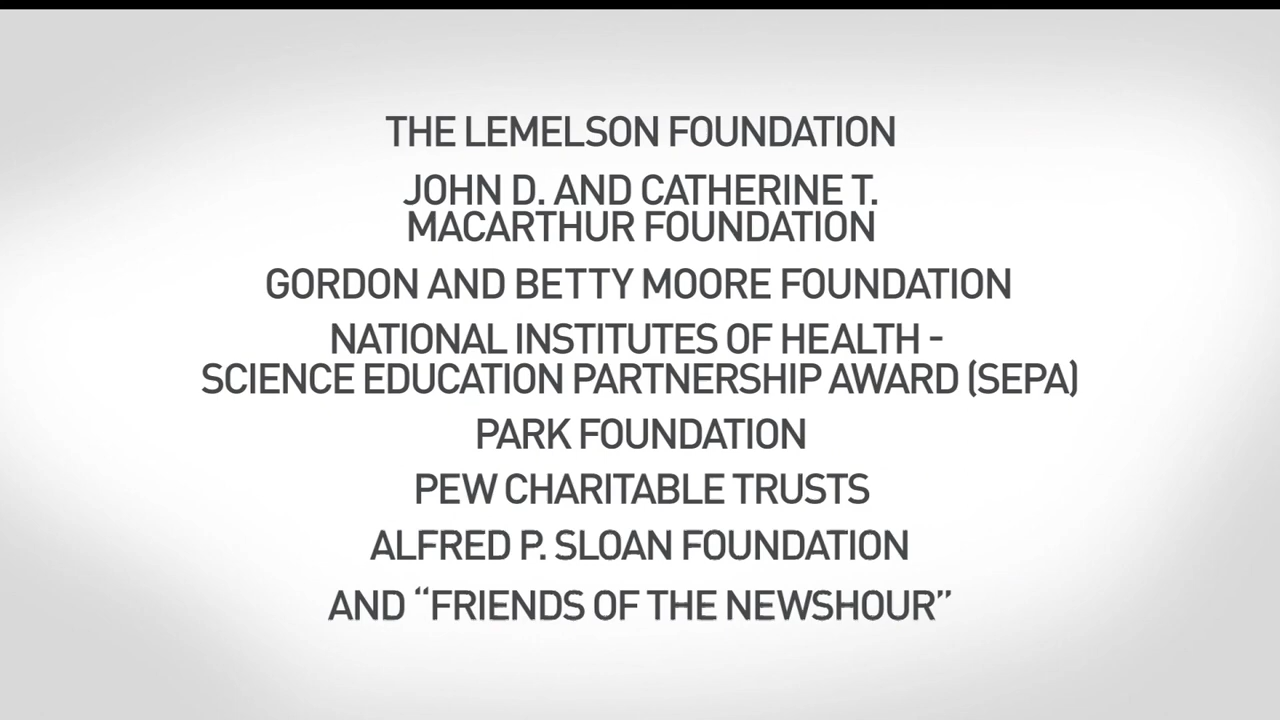 THE LEMELSON FOUNDATION
JOHN D. AND CATHERINE T.
MACARTHUR FOUNDATION
GORDON AND BETTY MOORE FOUNDATION
NATIONAL INSTITUTES OF HEALTH -
SCIENCE EDUCATION PARTNERSHIP AWARD (SEPA)
PARK FOUNDATION
PEW CHARITABLE TRUSTS
ALFRED P. SLOAN FOUNDATION
AND “FRIENDS OF THE NEWSHOUR”